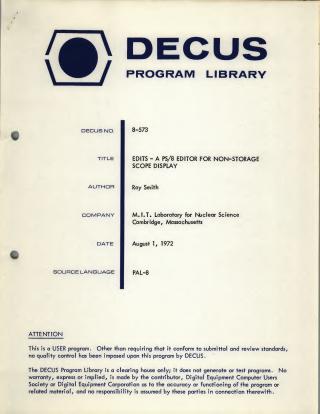 DECUS
PROGRAM LIBRARY
DECUS NO. 8-573
TITLE EDITS - A PS/8 EDITOR FOR NON-STORAGE
SCOPE DISPLAY
AUTHOR Roy Smith
COMPANY M.I.T. Laboratory for Nuclear Science
Cambridge, Massachusetts
DATE August 1, 1972
SOURCE LANGUAGE PAL-8
ATTENTION
This is a USER program. Other than requiring that it conform to submittal and review standards,
no quality control has been imposed upon this program by DECUS.
The DECUS Program Library is a clearing house only; it does not generate or test programs. No
warranty, express or implied, is made by the contributor, Digital Equipment Computer Users
Society or Digital Equipment Corporation as to the accuracy or functioning of the program or
related material, and no responsibility is assumed by these parties in connection therewith.